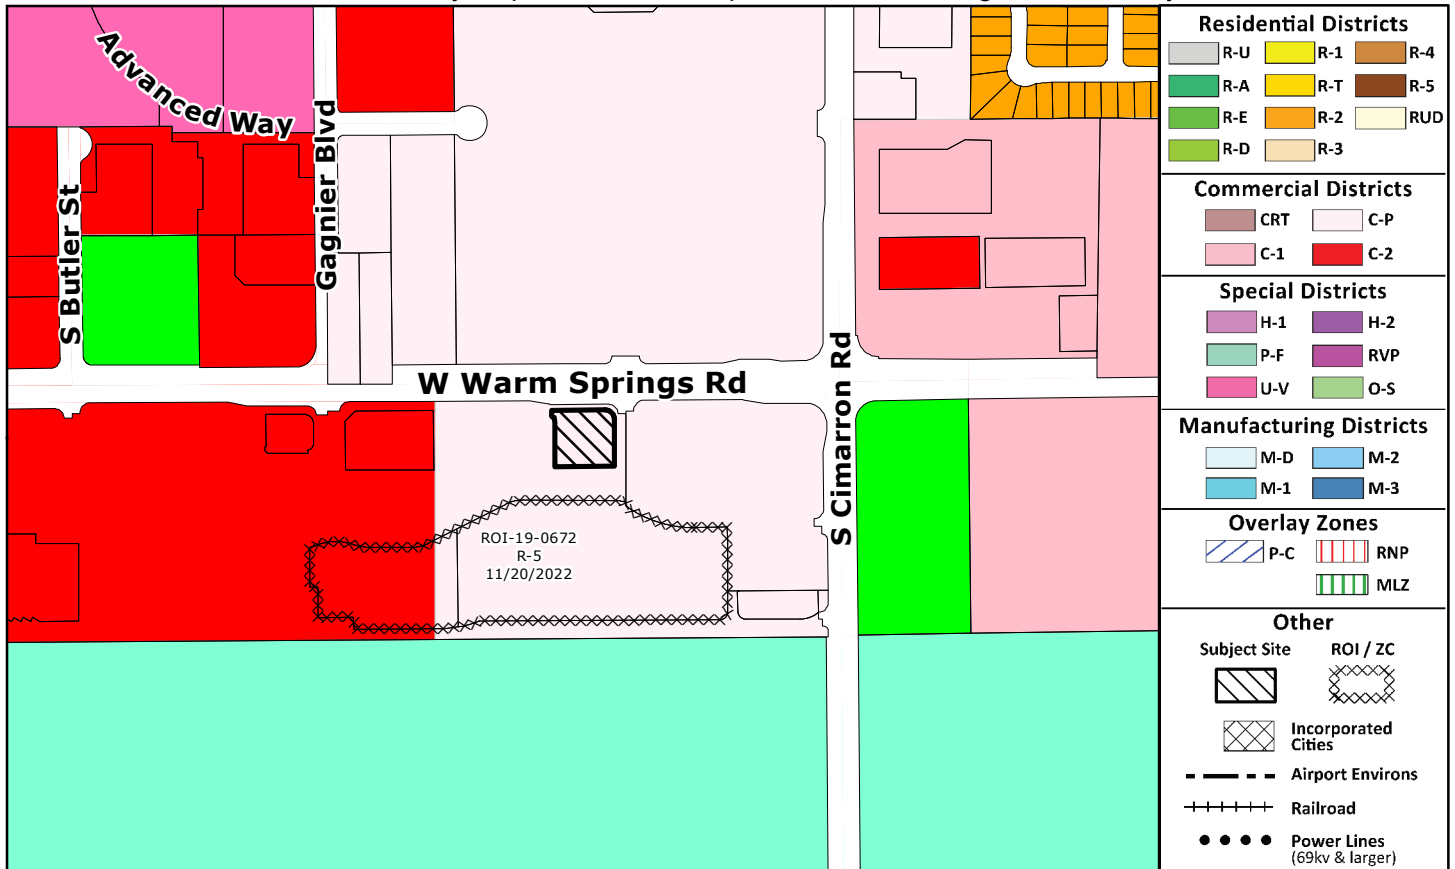 Advanced Way
Gagnier Blvd
S Butler St
W Warm Springs Rd
S Cimarron Rd
ROI-19-0672
R-5
11/20/2022
Residential Districts
R-U R-1 R-4
R-A R-T R-5
R-E R-2 RUD
R-D R-3
Commercial Districts
CRT C-P
C-1 C-2
Special Districts
H-1 H-2
P-F RVP
U-V O-S
Manufacturing Districts
M-D M-2
M-1 M-3
Overlay Zones
P-C RNP
MLZ
Other
Subject Site ROI / ZC
Incorporated
Cities
Airport Environs
Railroad
Power Lines
(69kv & larger)